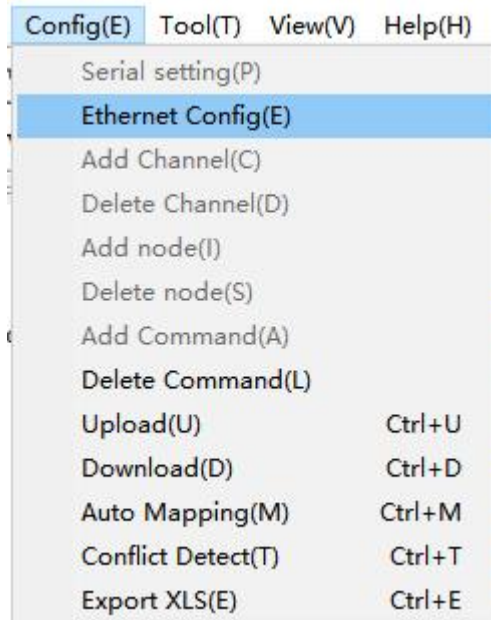 Config(E) Tool(T) View(V) Help(H)
Serial setting(P)
Ethernet Config(E)
Add Channel(C)
Delete Channel(D)
Add node(I)
Delete node(S)
Add Command(A)
Delete Command(L)
Upload(U) Ctrl+U
Download(D) Ctrl+D
Auto Mapping(M) Ctrl+M
Conflict Detect(T) Ctrl+T
Export XLS(E) Ctrl+E